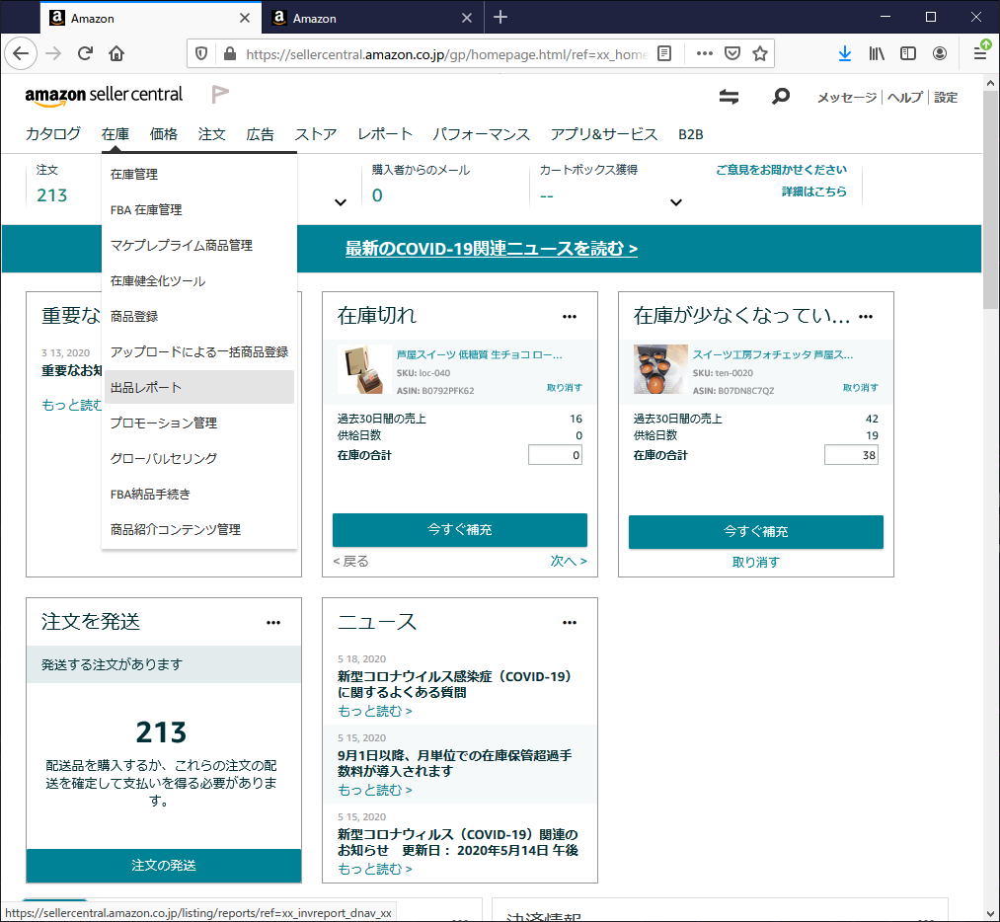 Amazon
Amazon
https://sellercentral.amazon.co.jp/gp/homepage.html/ref=xx_home
amazon seller central
メッセージ | ヘルプ | 設定
カタログ 在庫 価格 注文 広告 ストア レポート パフォーマンス アプリ&サービス B2B
注文
213
購入者からのメール
0
カートボックス獲得
--
ご意見をお聞かせください
詳細はこちら
在庫管理
FBA 在庫管理
マケプレプライム商品管理
在庫健全化ツール
商品登録
アップロードによる一括商品登録
出品レポート
プロモーション管理
グローバルセリング
FBA納品手続き
商品紹介コンテンツ管理
最新のCOVID-19関連ニュースを読む >
重要な
3 13, 2020
重要なお知
もっと読む
在庫切れ
芦屋スイーツ 低糖質 生チョコ ロー...
SKU: loc-040
ASIN: B0792PFK62
取り消す
過去30日間の売上 16
供給日数 0
在庫の合計 0
今すぐ補充
< 戻る 次へ >
在庫が少なくなってい...
スイーツ工房フォチェッタ 芦屋ス...
SKU: ten-0020
ASIN: B07DN8C7QZ
取り消す
過去30日間の売上 42
供給日数 19
在庫の合計 38
今すぐ補充
取り消す
注文を発送
発送する注文があります
213
配送品を購入するか、これらの注文の配
送を確定して支払いを得る必要がありま
す。
注文の発送
ニュース
5 18, 2020
新型コロナウイルス感染症（COVID-19）
に関するよくある質問
もっと読む >
5 15, 2020
9月1日以降、月単位での在庫保管超過手
数料が導入されます
もっと読む >
5 15, 2020
新型コロナウィルス（COVID-19）関連の
お知らせ　更新日： 2020年5月14日 午後
もっと読む >
https://sellercentral.amazon.co.jp/listing/reports/ref=xx_invreport_dnav_xx
決済情報